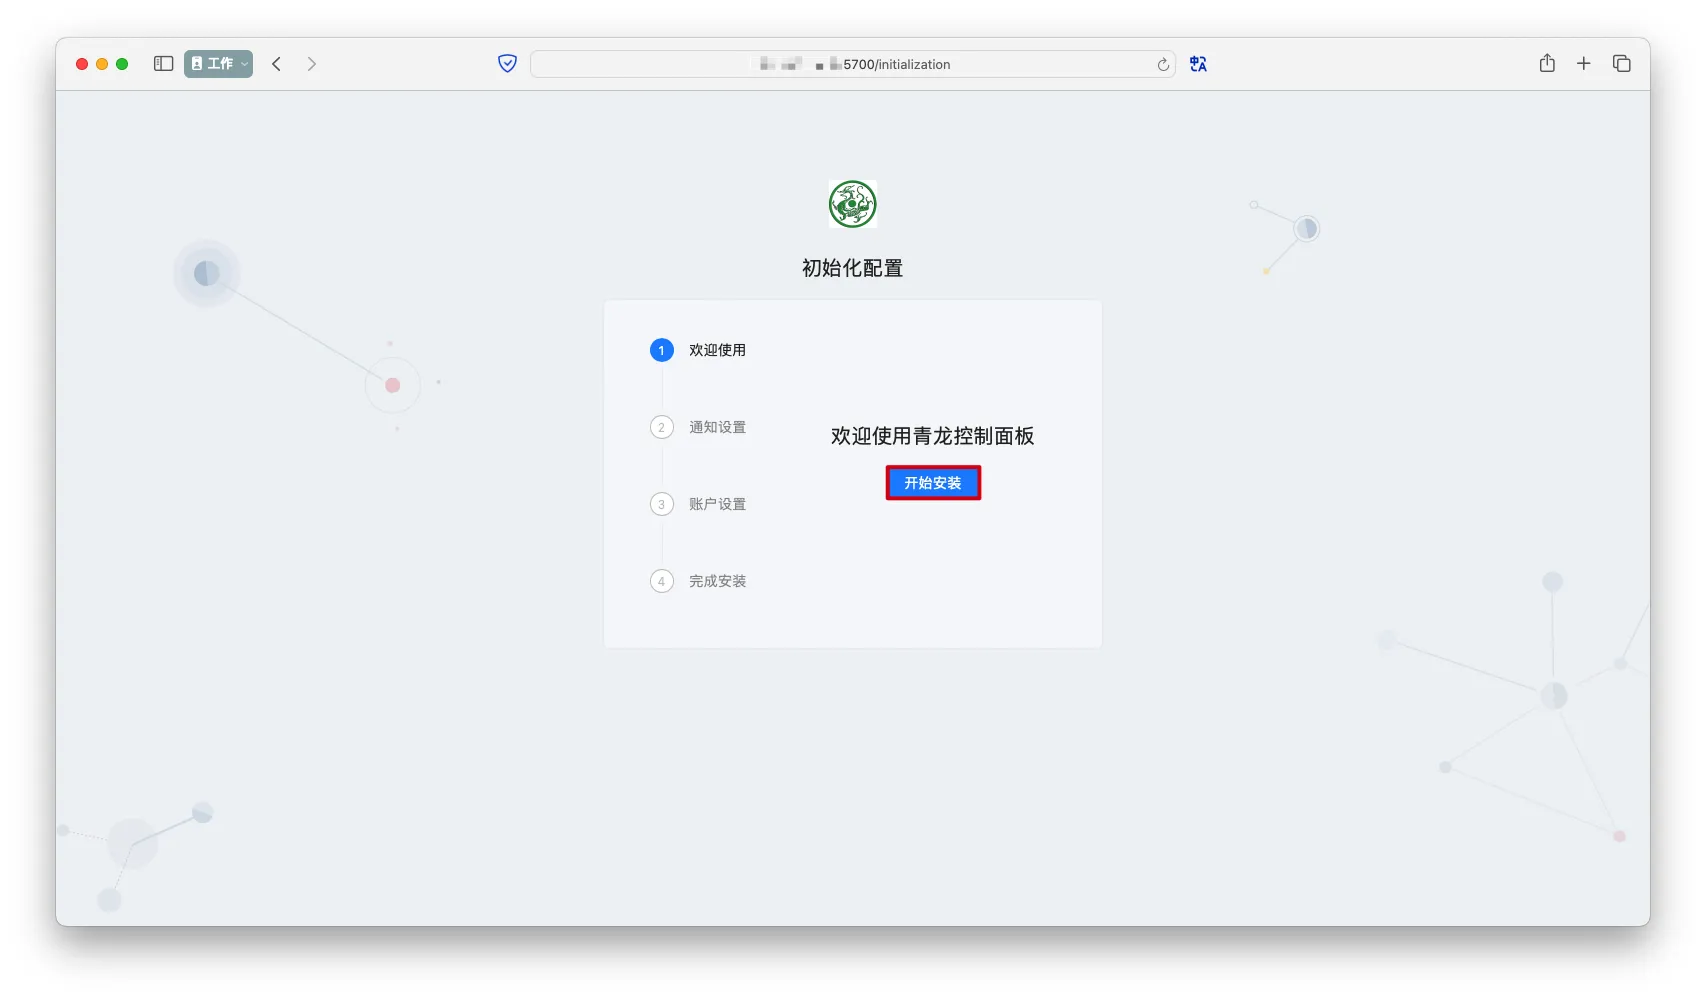 工作
5700/initialization
初始化配置
1 欢迎使用
2 通知设置
欢迎使用青龙控制面板
开始安装
3 账户设置
4 完成安装